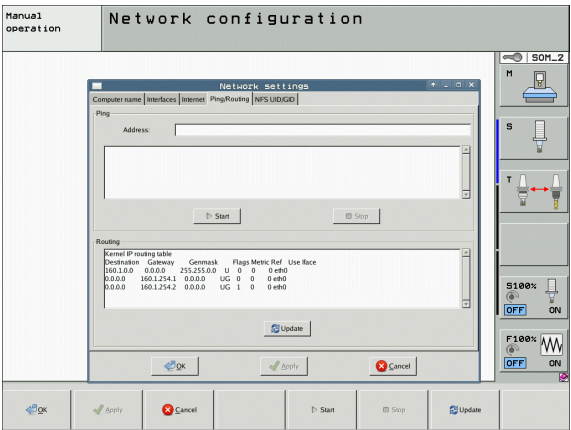 Manual operation
Network configuration
SOM_2
M
S
T
S100%
OFF ON
F100%
OFF ON
Network settings
Computer name Interfaces Internet Ping/Routing NFS UID/GID
Ping
Address:
Start Stop
Routing
Kernel IP routing table
Destination Gateway Genmask Flags Metric Ref Use Iface
160.1.0.0 0.0.0.0 255.255.0.0 U 0 0 0 eth0
0.0.0.0 160.1.254.1 0.0.0.0 UG 0 0 0 eth0
0.0.0.0 160.1.254.2 0.0.0.0 UG 1 0 0 eth0
Update
OK Apply Cancel
OK Apply Cancel Start Stop Update